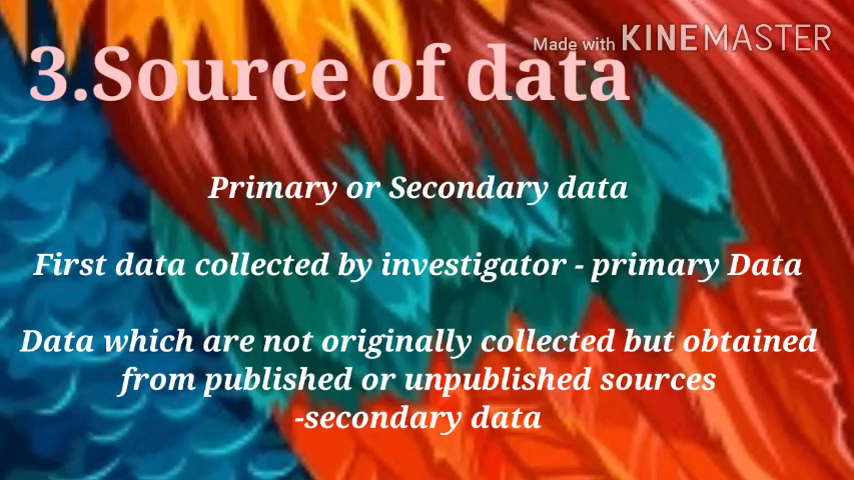 Made with KINEMASTER
3.Source of data
Primary or Secondary data
First data collected by investigator - primary Data
Data which are not originally collected but obtained
from published or unpublished sources
-secondary data